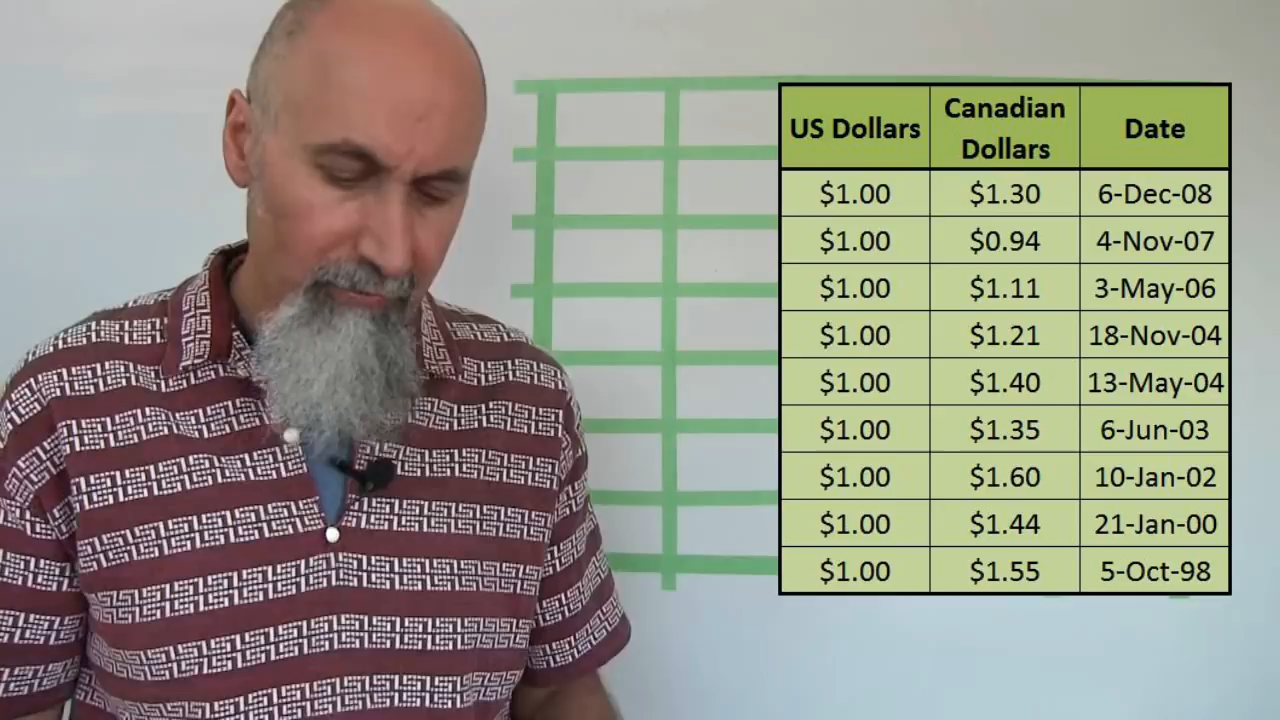 US Dollars Canadian Dollars Date
$1.00 $1.30 6-Dec-08
$1.00 $0.94 4-Nov-07
$1.00 $1.11 3-May-06
$1.00 $1.21 18-Nov-04
$1.00 $1.40 13-May-04
$1.00 $1.35 6-Jun-03
$1.00 $1.60 10-Jan-02
$1.00 $1.44 21-Jan-00
$1.00 $1.55 5-Oct-98